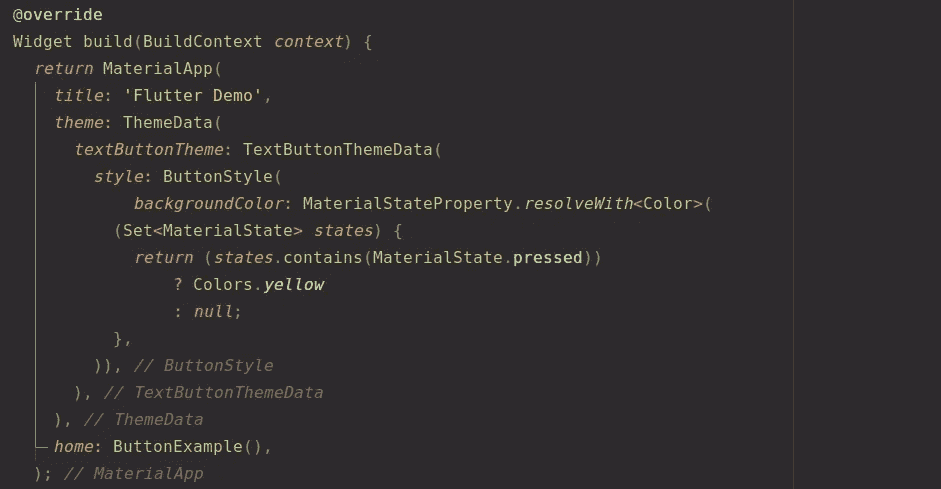 @override
Widget build(BuildContext context) {
return MaterialApp(
title: 'Flutter Demo',
theme: ThemeData(
textButtonTheme: TextButtonThemeData(
style: ButtonStyle(
backgroundColor: MaterialStateProperty.resolveWith<Color>(
(Set<MaterialState> states) {
return (states.contains(MaterialState.pressed))
? Colors.yellow
: null;
},
)), // ButtonStyle
), // TextButtonThemeData
), // ThemeData
home: ButtonExample(),
); // MaterialApp